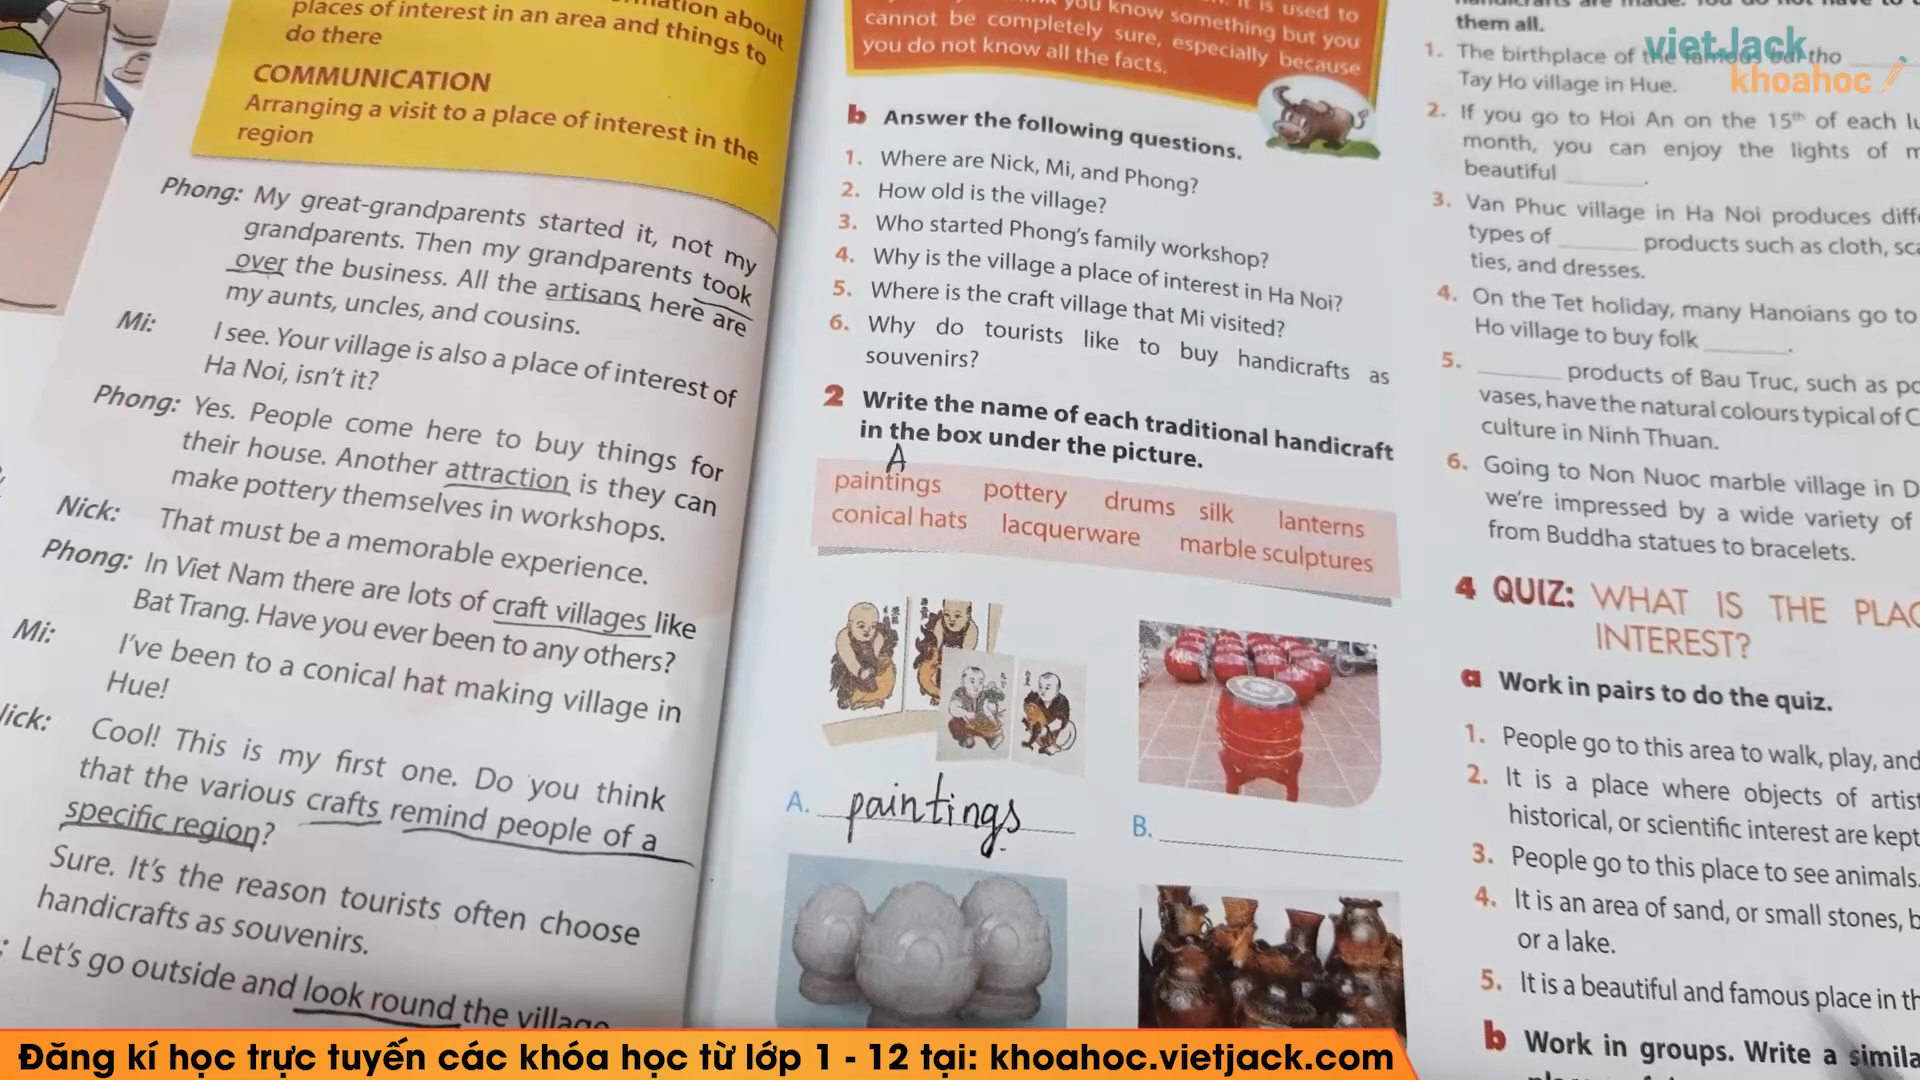 places of interest in an area and things to
do there
COMMUNICATION
Arranging a visit to a place of interest in the
region
Phong: My great-grandparents started it, not my
grandparents. Then my grandparents took
over the business. All the artisans here are
my aunts, uncles, and cousins.
Mi: I see. Your village is also a place of interest of
Ha Noi, isn't it?
Phong: Yes. People come here to buy things for
their house. Another attraction is they can
make pottery themselves in workshops.
Nick: That must be a memorable experience.
Phong: In Viet Nam there are lots of craft villages like
Bat Trang. Have you ever been to any others?
Mi: I've been to a conical hat making village in
Hue!
Cool! This is my first one. Do you think
that the various crafts remind people of a
specific region?
Sure. It's the reason tourists often choose
handicrafts as souvenirs.
Let's go outside and look round the village
you know something but you
cannot be completely sure, especially because
you do not know all the facts.
b Answer the following questions.
1. Where are Nick, Mi, and Phong?
2. How old is the village?
3. Who started Phong's family workshop?
4. Why is the village a place of interest in Ha Noi?
5. Where is the craft village that Mi visited?
6. Why do tourists like to buy handicrafts as
souvenirs?
2 Write the name of each traditional handicraft
in the box under the picture.
A
paintings pottery drums silk lanterns
conical hats lacquerware marble sculptures
A. paintings
B.
them all.
1. The birthplace of the famous bai tho
Tay Ho village in Hue.
2. If you go to Hoi An on the 15th of each
month, you can enjoy the lights of
beautiful ______.
3. Van Phuc village in Ha Noi produces
types of ______ products such as cloth,
ties, and dresses.
4. On the Tet holiday, many Hanoians go to
Ho village to buy folk ______.
5. ______ products of Bau Truc, such as
vases, have the natural colours typical of
culture in Ninh Thuan.
6. Going to Non Nuoc marble village in
we're impressed by a wide variety of
from Buddha statues to bracelets.
4 QUIZ: WHAT IS THE
INTEREST?
a Work in pairs to do the quiz.
1. People go to this area to walk, play, and
2. It is a place where objects of
historical, or scientific interest are kept
3. People go to this place to see animals.
4. It is an area of sand, or small stones,
or a lake.
5. It is a beautiful and famous place in
b Work in groups. Write a
vietJack
khoahoc
Đăng kí học trực tuyến các khóa học từ lớp 1 - 12 tại: khoahoc.vietjack.com